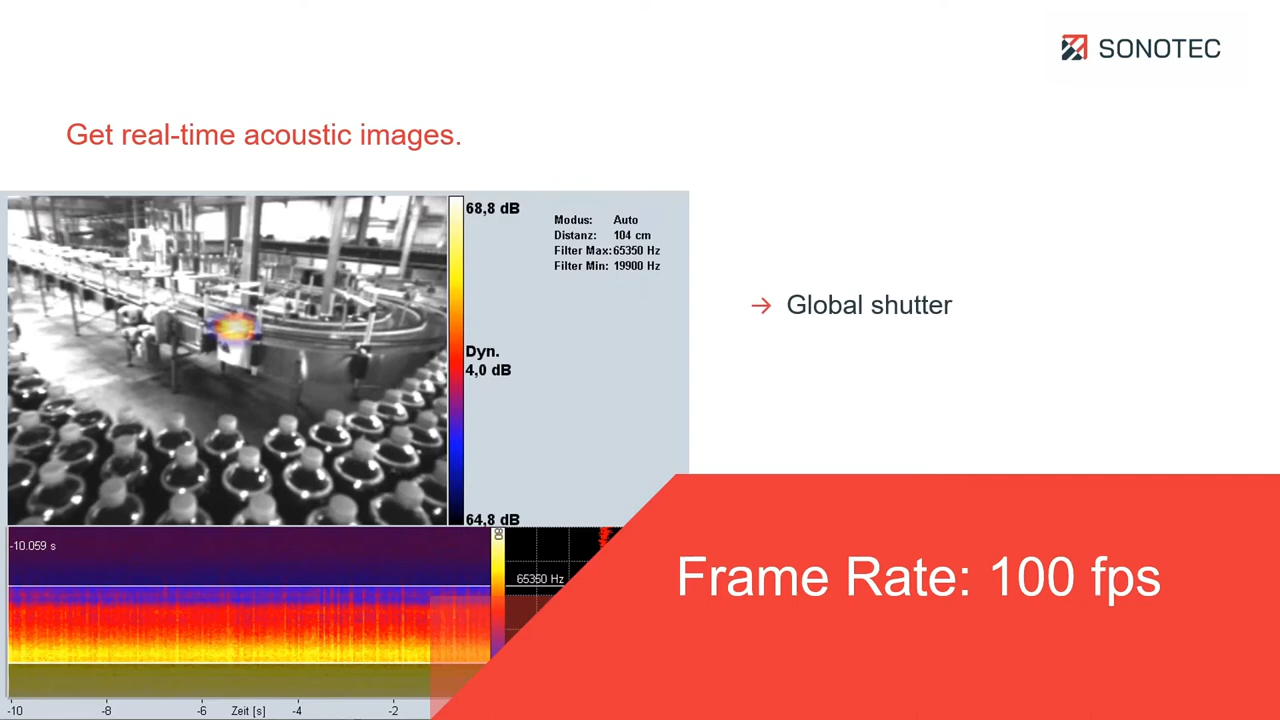 SONOTEC
Get real-time acoustic images.
68,8 dB
Modus: Auto
Distanz: 104 cm
Filter Max: 65350 Hz
Filter Min: 19900 Hz
→ Global shutter
Dyn.
4,0 dB
64,8 dB
-10.059 s
dB
65350 Hz
Frame Rate: 100 fps
-10 -8 -6 Zeit [s] -4 -2